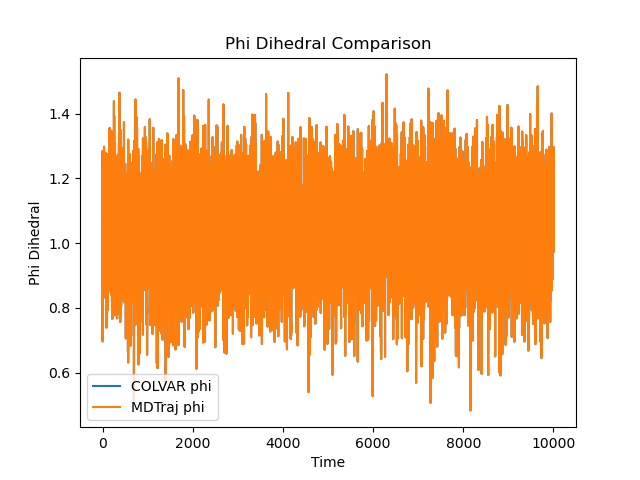 Phi Dihedral Comparison
Phi Dihedral
1.4
1.2
1.0
0.8
0.6
COLVAR phi
MDTraj phi
0 2000 4000 6000 8000 10000
Time